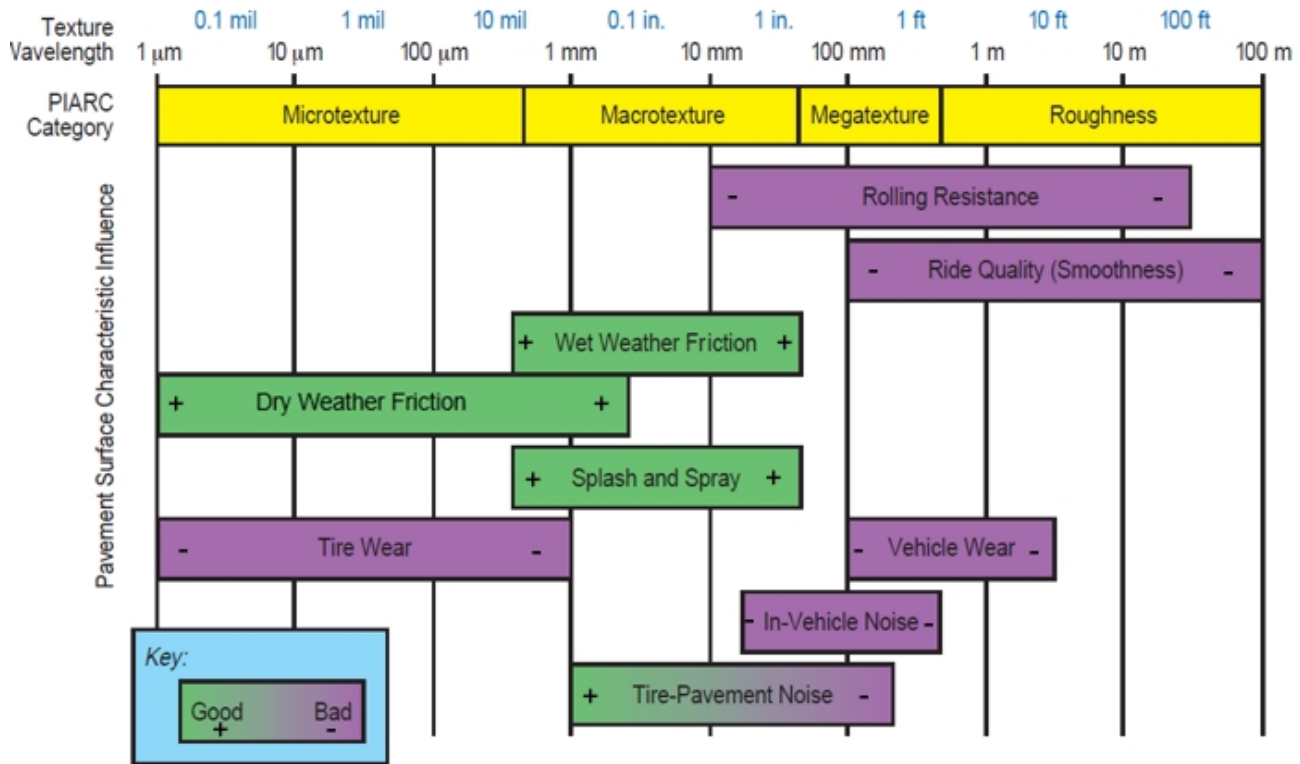 0.1 mil 1 mil 10 mil 0.1 in. 1 in. 1 ft 10 ft 100 ft
Texture
Wavelength
1 μm 10 μm 100 μm 1 mm 10 mm 100 mm 1 m 10 m 100 m
PIARC
Category
Microtexture Macrotexture Megatexture Roughness
Pavement Surface Characteristic Influence
- Rolling Resistance -
- Ride Quality (Smoothness) -
+ Wet Weather Friction +
+ Dry Weather Friction +
+ Splash and Spray +
- Tire Wear - - Vehicle Wear -
- In-Vehicle Noise -
+ Tire-Pavement Noise -
Key:
Good Bad
+ -